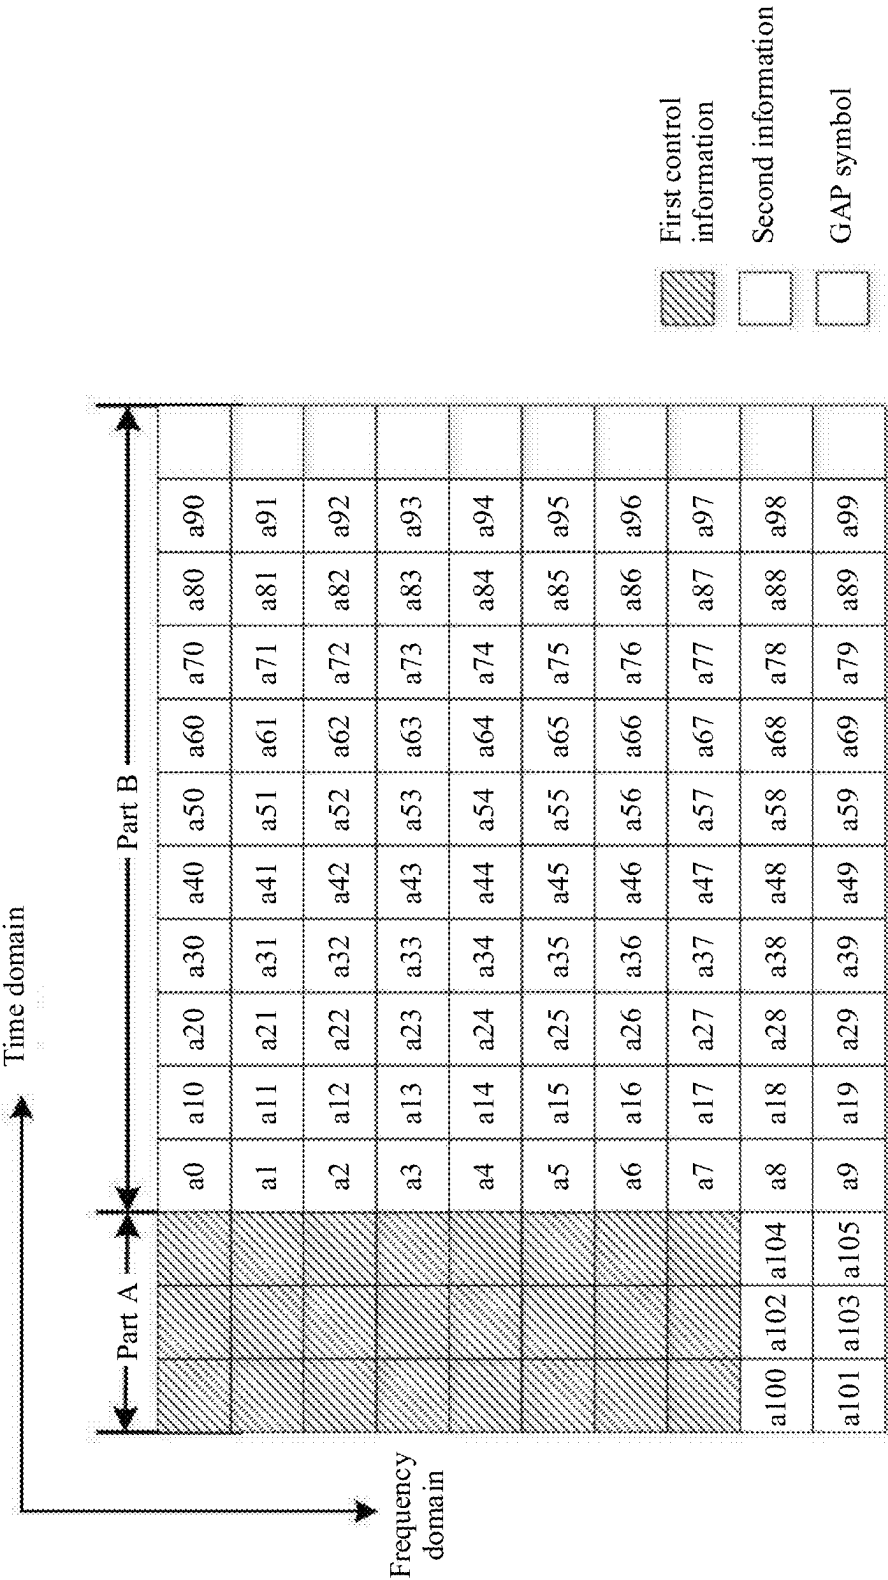 Time domain
Frequency
domain
Part A
Part B
a0 a10 a20 a30 a40 a50 a60 a70 a80 a90
a1 a11 a21 a31 a41 a51 a61 a71 a81 a91
a2 a12 a22 a32 a42 a52 a62 a72 a82 a92
a3 a13 a23 a33 a43 a53 a63 a73 a83 a93
a4 a14 a24 a34 a44 a54 a64 a74 a84 a94
a5 a15 a25 a35 a45 a55 a65 a75 a85 a95
a6 a16 a26 a36 a46 a56 a66 a76 a86 a96
a7 a17 a27 a37 a47 a57 a67 a77 a87 a97
a100 a102 a104 a8 a18 a28 a38 a48 a58 a68 a78 a88 a98
a101 a103 a105 a9 a19 a29 a39 a49 a59 a69 a79 a89 a99
First control
information
Second information
GAP symbol